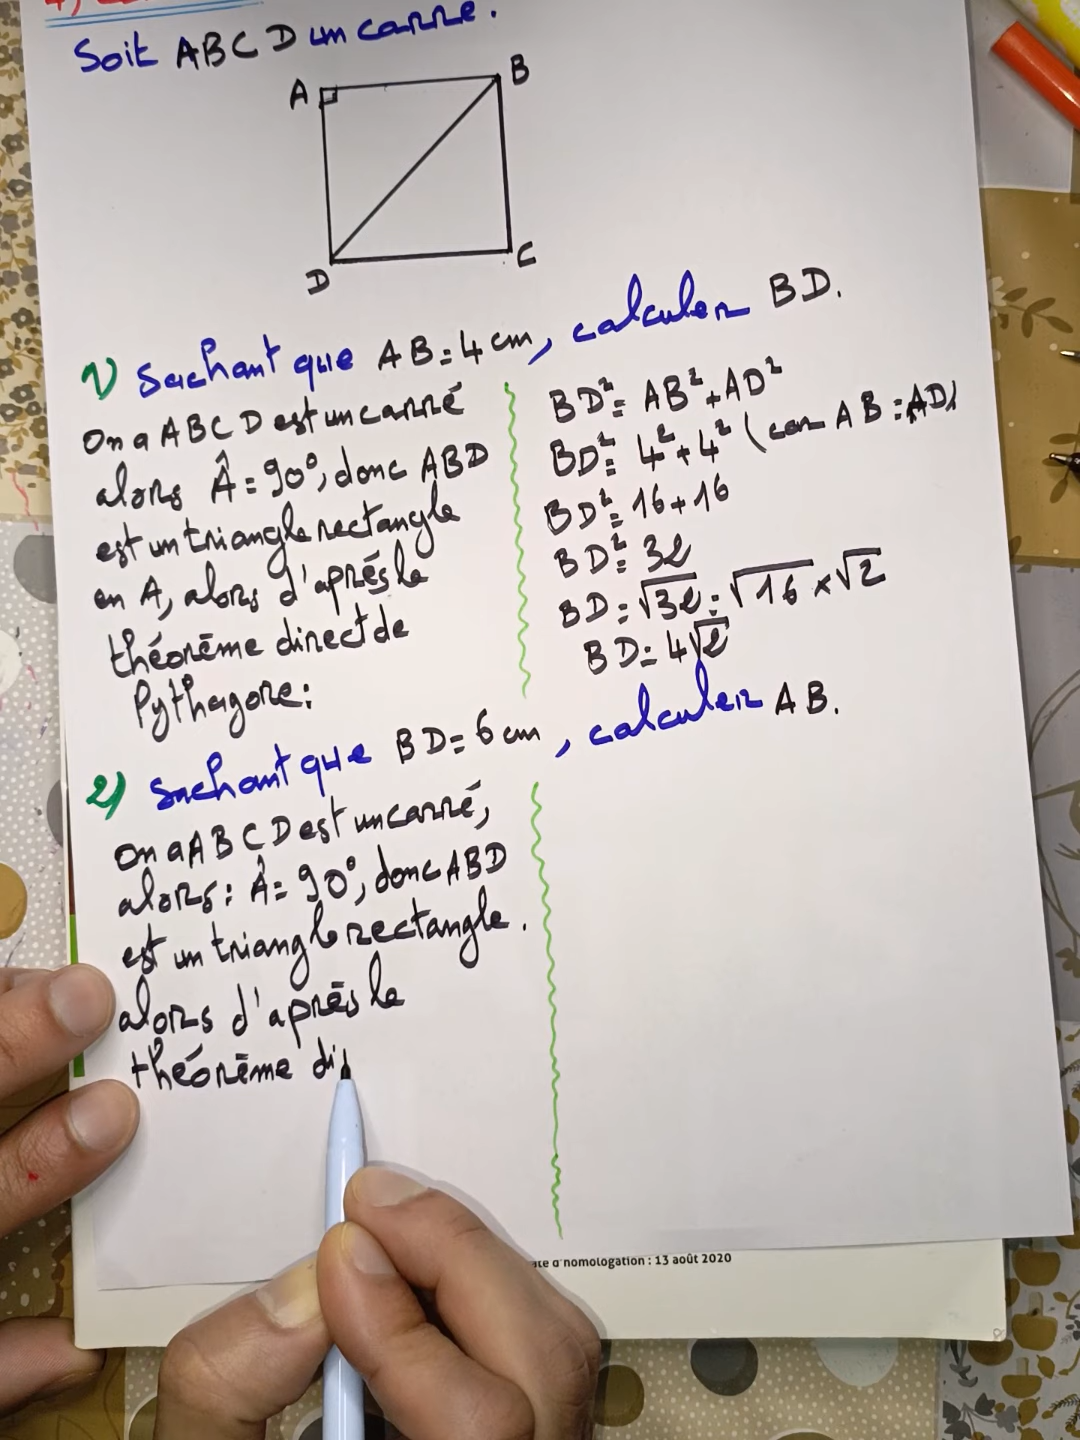 Soit ABCD un carré.
A
B
D
C
1) Sachant que AB = 4 cm, calculer BD.
On a ABCD est un carré
alors Â = 90°, donc ABD
est un triangle rectangle
en A, alors d'après le
théorème direct de
Pythagore :
BD² = AB² + AD²
BD² = 4² + 4² (car AB = AD)
BD² = 16 + 16
BD² = 32
BD = √32 = √16 × √2
BD = 4√2
2) Sachant que BD = 6 cm, calculer AB.
On a ABCD est un carré,
alors : Â = 90°, donc ABD
est un triangle rectangle.
alors d'après le
théorème di
d'homologation : 13 août 2020